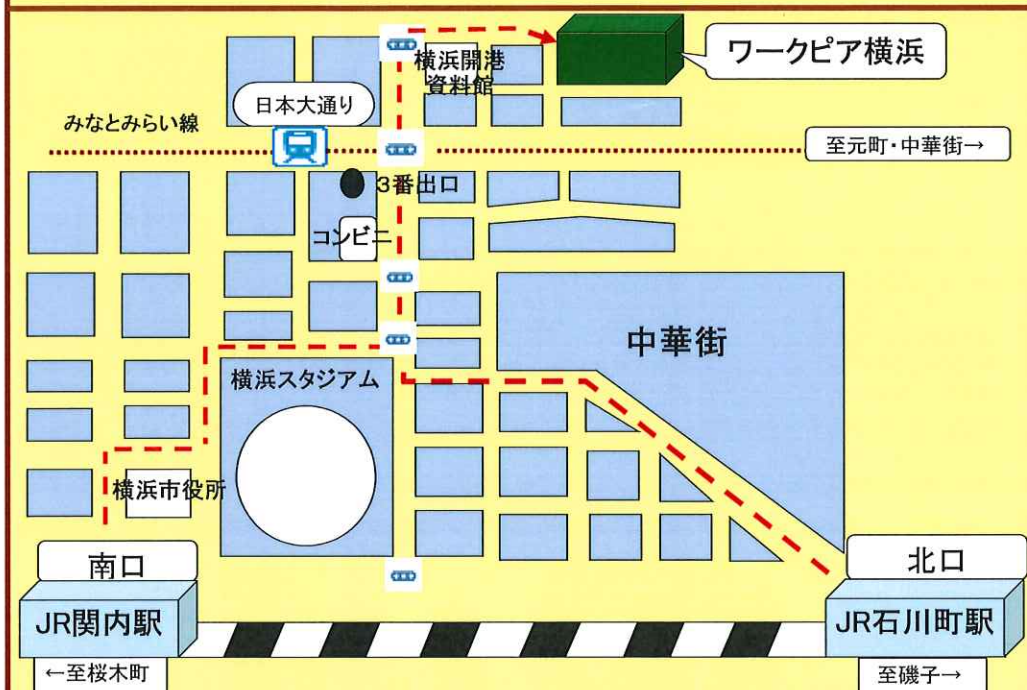 ワークピア横浜
横浜開港
資料館
日本大通り
みなとみらい線
至元町・中華街→
3番出口
コンビニ
中華街
横浜スタジアム
横浜市役所
南口
北口
JR関内駅
JR石川町駅
←至桜木町
至磯子→